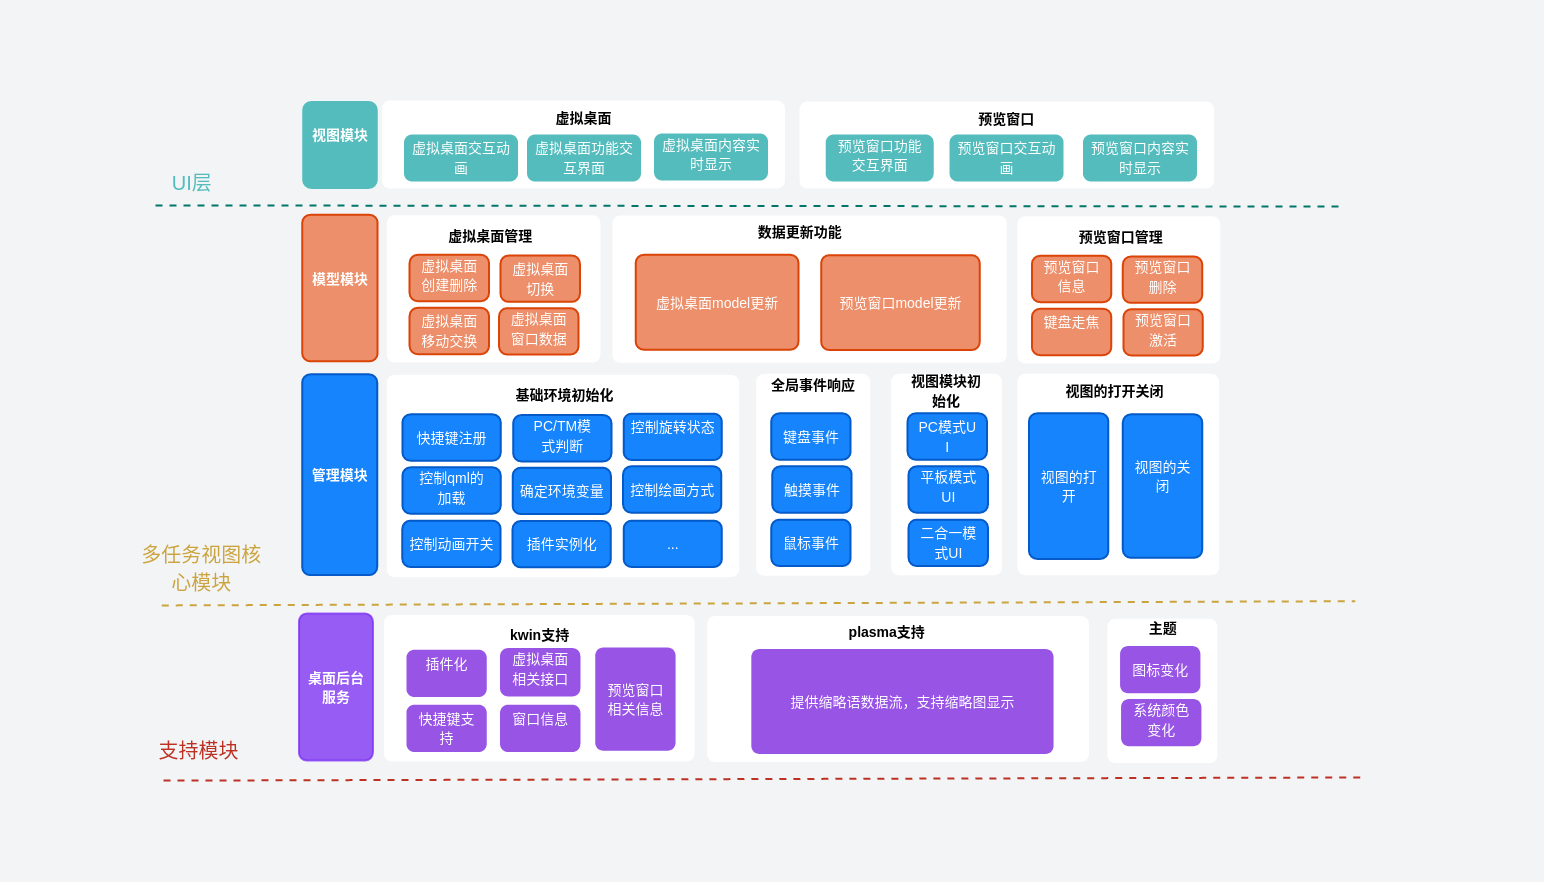 视图模块
虚拟桌面
虚拟桌面交互动
画
虚拟桌面功能交
互界面
虚拟桌面内容实
时显示
预览窗口
预览窗口功能
交互界面
预览窗口交互动
画
预览窗口内容实
时显示
UI层
模型模块
虚拟桌面管理
虚拟桌面
创建删除
虚拟桌面
切换
虚拟桌面
移动交换
虚拟桌面
窗口数据
数据更新功能
虚拟桌面model更新
预览窗口model更新
预览窗口管理
预览窗口
信息
预览窗口
删除
键盘走焦
预览窗口
激活
管理模块
基础环境初始化
快捷键注册
PC/TM模
式判断
控制旋转状态
控制qml的
加载
确定环境变量
控制绘画方式
控制动画开关
插件实例化
...
全局事件响应
键盘事件
触摸事件
鼠标事件
视图模块初
始化
PC模式U
I
平板模式
UI
二合一模
式UI
视图的打开关闭
视图的打
开
视图的关
闭
多任务视图核
心模块
桌面后台
服务
kwin支持
插件化
虚拟桌面
相关接口
预览窗口
相关信息
快捷键支
持
窗口信息
plasma支持
提供缩略语数据流，支持缩略图显示
主题
图标变化
系统颜色
变化
支持模块